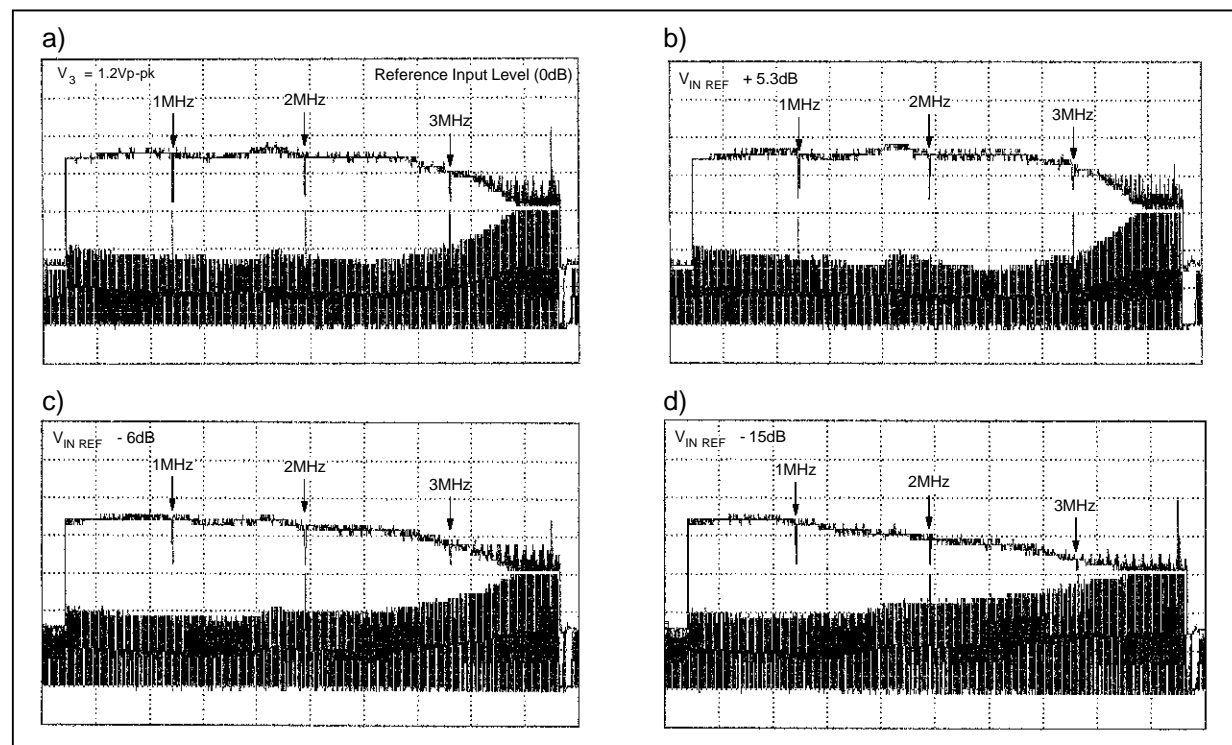 a)
V3 = 1.2Vp-pk Reference Input Level (0dB)
1MHz 2MHz 3MHz
b)
VIN REF + 5.3dB
1MHz 2MHz 3MHz
c)
VIN REF - 6dB
1MHz 2MHz 3MHz
d)
VIN REF - 15dB
1MHz 2MHz 3MHz